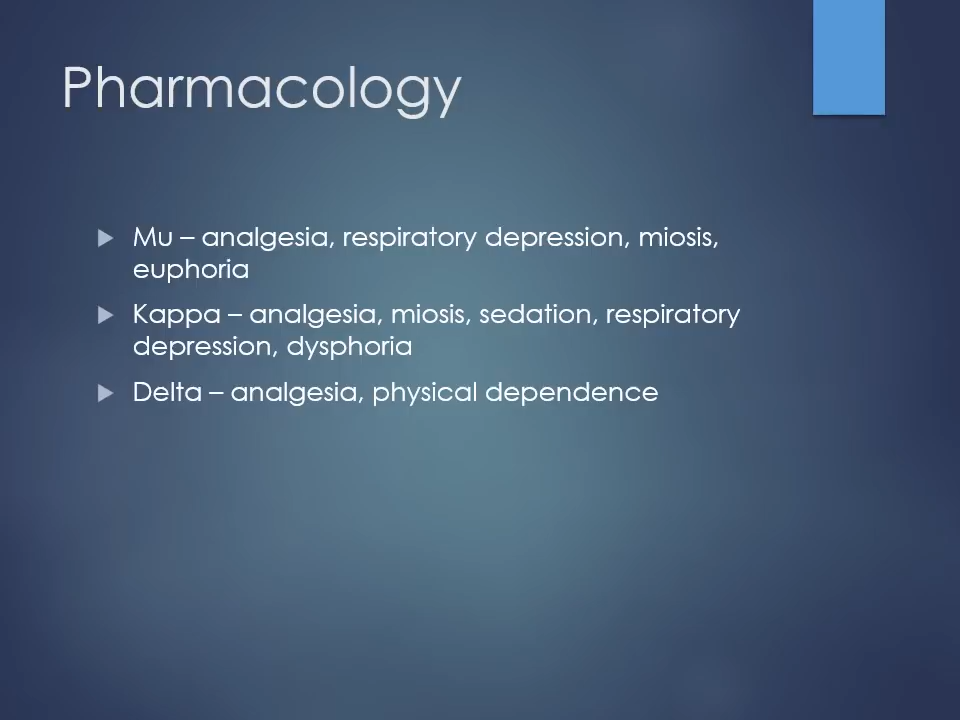 Pharmacology
Mu – analgesia, respiratory depression, miosis,
euphoria
Kappa – analgesia, miosis, sedation, respiratory
depression, dysphoria
Delta – analgesia, physical dependence